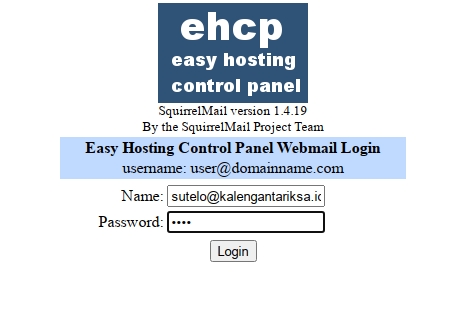 ehcp
easy hosting
control panel
SquirrelMail version 1.4.19
By the SquirrelMail Project Team
Easy Hosting Control Panel Webmail Login
username: user@domainname.com
Name: sutelo@kalengantariksa.ic
Password: ••••
Login